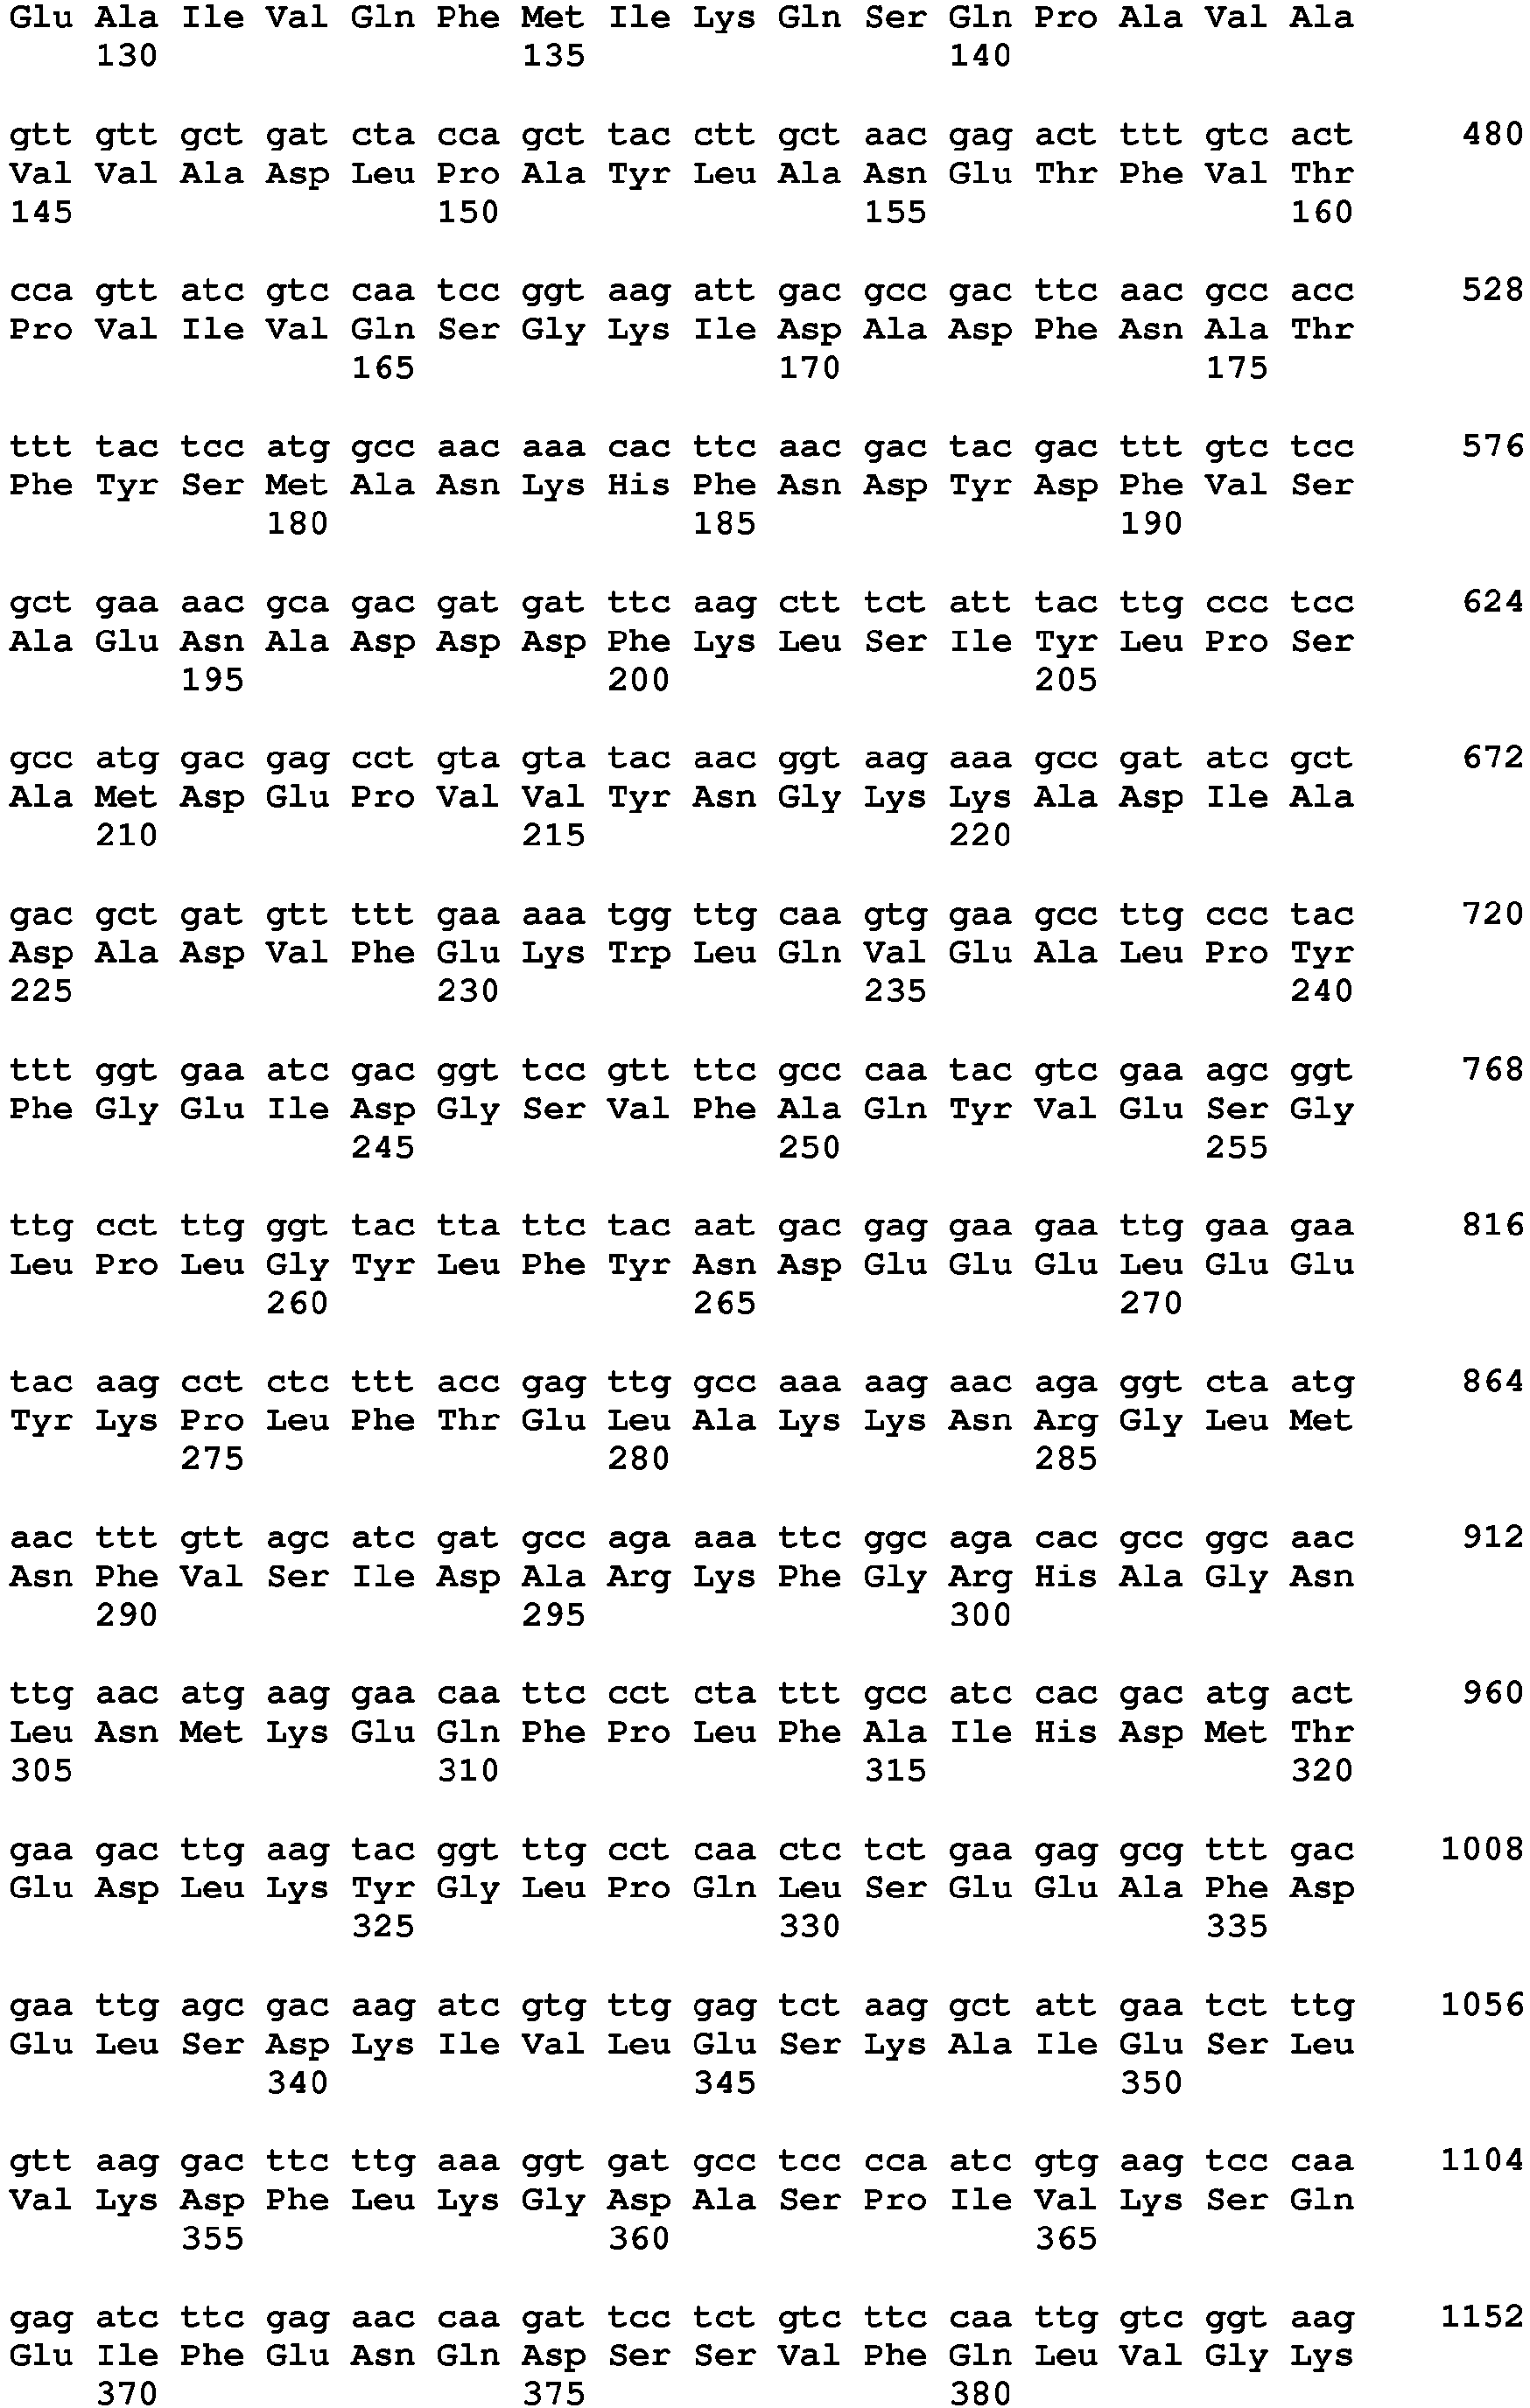 Glu Ala Ile Val Gln Phe Met Ile Lys Gln Ser Gln Pro Ala Val Ala
130 135 140
gtt gtt gct gat cta cca gct tac ctt gct aac gag act ttt gtc act 480
Val Val Ala Asp Leu Pro Ala Tyr Leu Ala Asn Glu Thr Phe Val Thr
145 150 155 160
cca gtt atc gtc caa tcc ggt aag att gac gcc gac ttc aac gcc acc 528
Pro Val Ile Val Gln Ser Gly Lys Ile Asp Ala Asp Phe Asn Ala Thr
165 170 175
ttt tac tcc atg gcc aac aaa cac ttc aac gac tac gac ttt gtc tcc 576
Phe Tyr Ser Met Ala Asn Lys His Phe Asn Asp Tyr Asp Phe Val Ser
180 185 190
gct gaa aac gca gac gat gat ttc aag ctt tct att tac ttg ccc tcc 624
Ala Glu Asn Ala Asp Asp Asp Phe Lys Leu Ser Ile Tyr Leu Pro Ser
195 200 205
gcc atg gac gag cct gta gta tac aac ggt aag aaa gcc gat atc gct 672
Ala Met Asp Glu Pro Val Val Tyr Asn Gly Lys Lys Ala Asp Ile Ala
210 215 220
gac gct gat gtt ttt gaa aaa tgg ttg caa gtg gaa gcc ttg ccc tac 720
Asp Ala Asp Val Phe Glu Lys Trp Leu Gln Val Glu Ala Leu Pro Tyr
225 230 235 240
ttt ggt gaa atc gac ggt tcc gtt ttc gcc caa tac gtc gaa agc ggt 768
Phe Gly Glu Ile Asp Gly Ser Val Phe Ala Gln Tyr Val Glu Ser Gly
245 250 255
ttg cct ttg ggt tac tta ttc tac aat gac gag gaa gaa ttg gaa gaa 816
Leu Pro Leu Gly Tyr Leu Phe Tyr Asn Asp Glu Glu Glu Leu Glu Glu
260 265 270
tac aag cct ctc ttt acc gag ttg gcc aaa aag aac aga ggt cta atg 864
Tyr Lys Pro Leu Phe Thr Glu Leu Ala Lys Lys Asn Arg Gly Leu Met
275 280 285
aac ttt gtt agc atc gat gcc aga aaa ttc ggc aga cac gcc ggc aac 912
Asn Phe Val Ser Ile Asp Ala Arg Lys Phe Gly Arg His Ala Gly Asn
290 295 300
ttg aac atg aag gaa caa ttc cct cta ttt gcc atc cac gac atg act 960
Leu Asn Met Lys Glu Gln Phe Pro Leu Phe Ala Ile His Asp Met Thr
305 310 315 320
gaa gac ttg aag tac ggt ttg cct caa ctc tct gaa gag gcg ttt gac 1008
Glu Asp Leu Lys Tyr Gly Leu Pro Gln Leu Ser Glu Glu Ala Phe Asp
325 330 335
gaa ttg agc gac aag atc gtg ttg gag tct aag gct att gaa tct ttg 1056
Glu Leu Ser Asp Lys Ile Val Leu Glu Ser Lys Ala Ile Glu Ser Leu
340 345 350
gtt aag gac ttc ttg aaa ggt gat gcc tcc cca atc gtg aag tcc caa 1104
Val Lys Asp Phe Leu Lys Gly Asp Ala Ser Pro Ile Val Lys Ser Gln
355 360 365
gag atc ttc gag aac caa gat tcc tct gtc ttc caa ttg gtc ggt aag 1152
Glu Ile Phe Glu Asn Gln Asp Ser Ser Val Phe Gln Leu Val Gly Lys
370 375 380